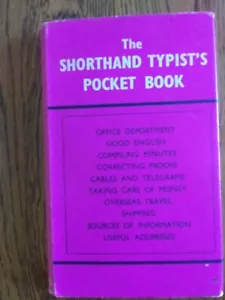 The
SHORTHAND TYPIST'S
POCKET BOOK
OFFICE DEPORTMENT
GOOD ENGLISH
COMPILING MINUTES
CORRECTING PROOFS
CABLES AND TELEGRAMS
TAKING CARE OF MONEY
OVERSEAS TRAVEL
SHIPPING
SOURCES OF INFORMATION
USEFUL ADDRESSES